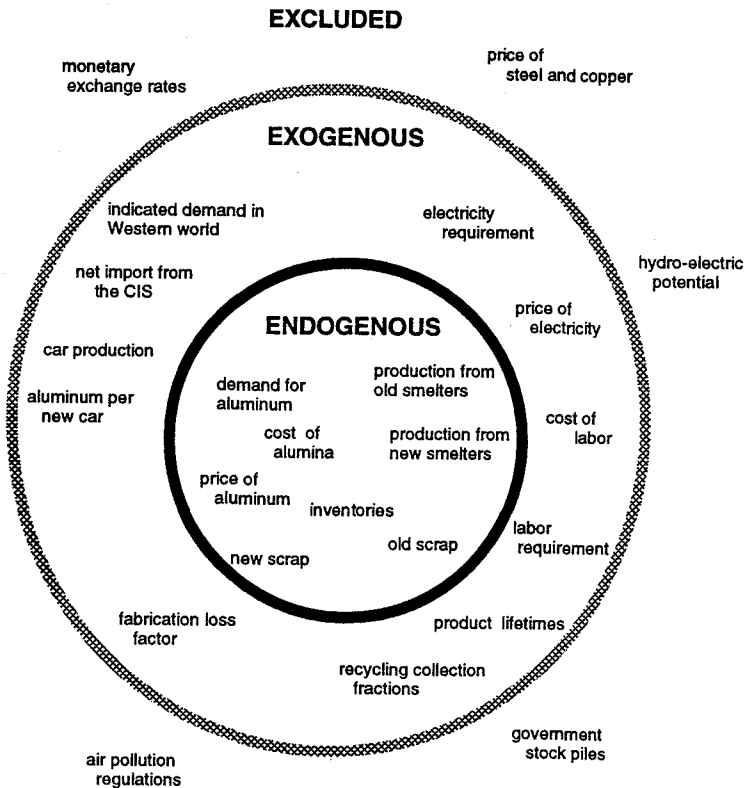 EXCLUDED
monetary
exchange rates
price of
steel and copper
EXOGENOUS
indicated demand in
Western world
electricity
requirement
net import from
the CIS
hydro-electric
potential
price of
electricity
ENDOGENOUS
car production
aluminum per
new car
demand for
aluminum
production from
old smelters
cost of
alumina
production from
new smelters
cost of
labor
price of
aluminum
inventories
new scrap
old scrap
labor
requirement
fabrication loss
factor
product lifetimes
recycling collection
fractions
government
stock piles
air pollution
regulations